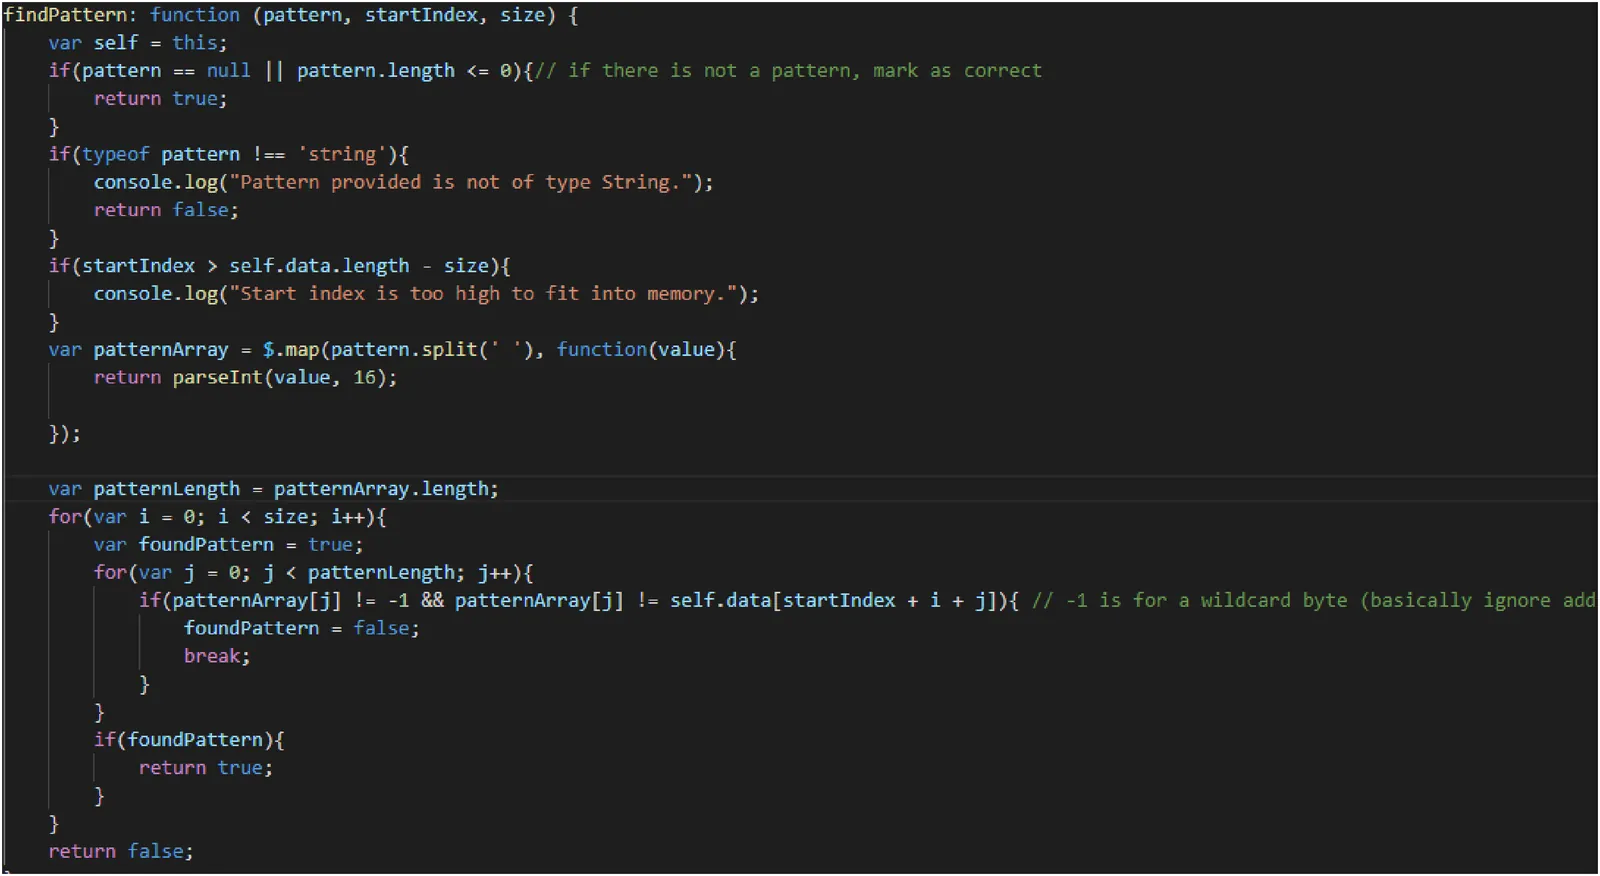 findPattern: function (pattern, startIndex, size) {
    var self = this;
    if(pattern == null || pattern.length <= 0){// if there is not a pattern, mark as correct
        return true;
    }
    if(typeof pattern !== 'string'){
        console.log("Pattern provided is not of type String.");
        return false;
    }
    if(startIndex > self.data.length - size){
        console.log("Start index is too high to fit into memory.");
    }
    var patternArray = $.map(pattern.split(' '), function(value){
        return parseInt(value, 16);
    });
    var patternLength = patternArray.length;
    for(var i = 0; i < size; i++){
        var foundPattern = true;
        for(var j = 0; j < patternLength; j++){
            if(patternArray[j] != -1 && patternArray[j] != self.data[startIndex + i + j]){ // -1 is for a wildcard byte (basically ignore add
                foundPattern = false;
                break;
            }
        }
        if(foundPattern){
            return true;
        }
    }
    return false;